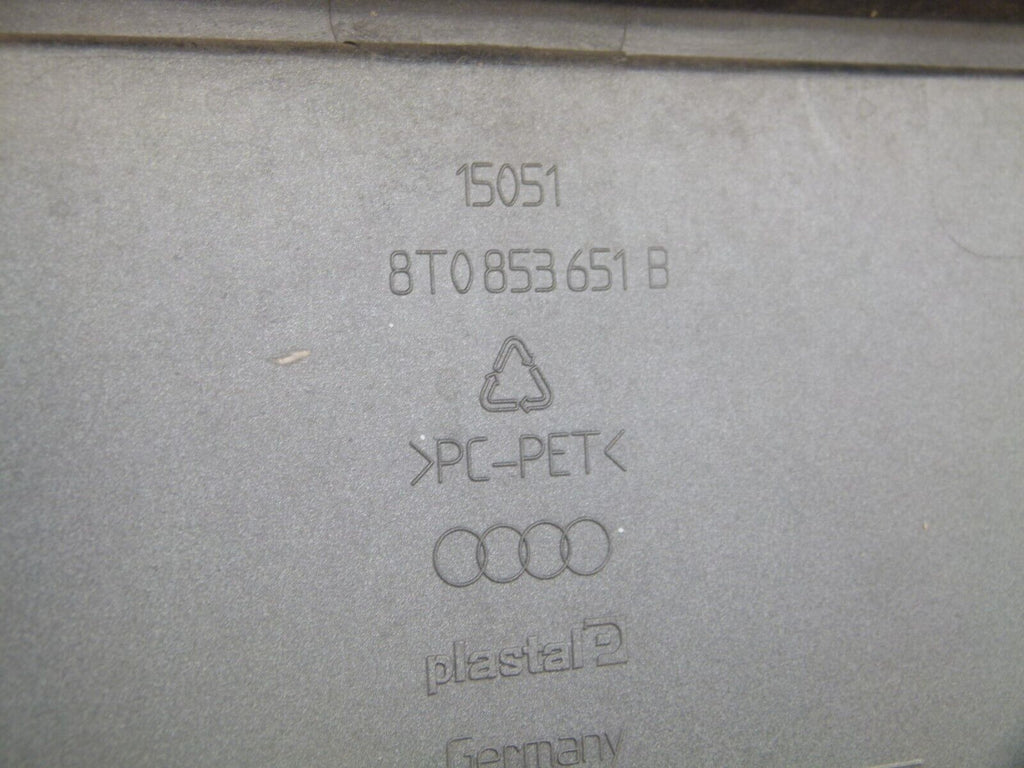 15051
8T0 853 651 B
>PC-PET<
plastal
Germany